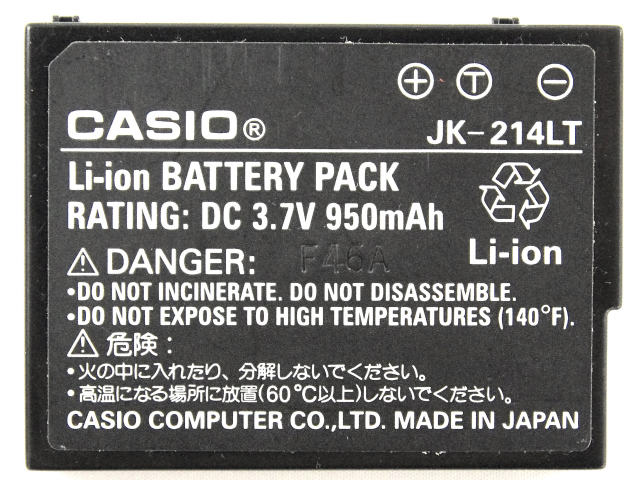 + T −
CASIO®
JK-214LT
Li-ion BATTERY PACK
RATING: DC 3.7V 950mAh
Li-ion
⚠ DANGER: F46A
•DO NOT INCINERATE. DO NOT DISASSEMBLE.
•DO NOT EXPOSE TO HIGH TEMPERATURES (140°F).
⚠ 危険:
•火の中に入れたり、分解しないでください。
•高温になる場所に放置(60℃以上)しないでください。
CASIO COMPUTER CO.,LTD. MADE IN JAPAN